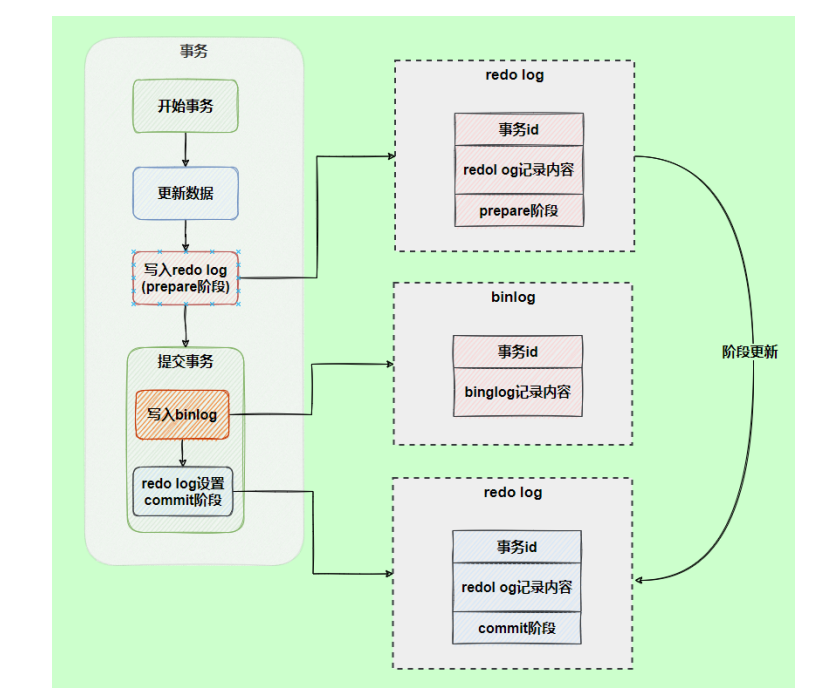 事务
开始事务
更新数据
写入redo log
(prepare阶段)
提交事务
写入binlog
redo log设置
commit阶段
redo log
事务id
redol og记录内容
prepare阶段
binlog
事务id
binglog记录内容
redo log
事务id
redol og记录内容
commit阶段
阶段更新